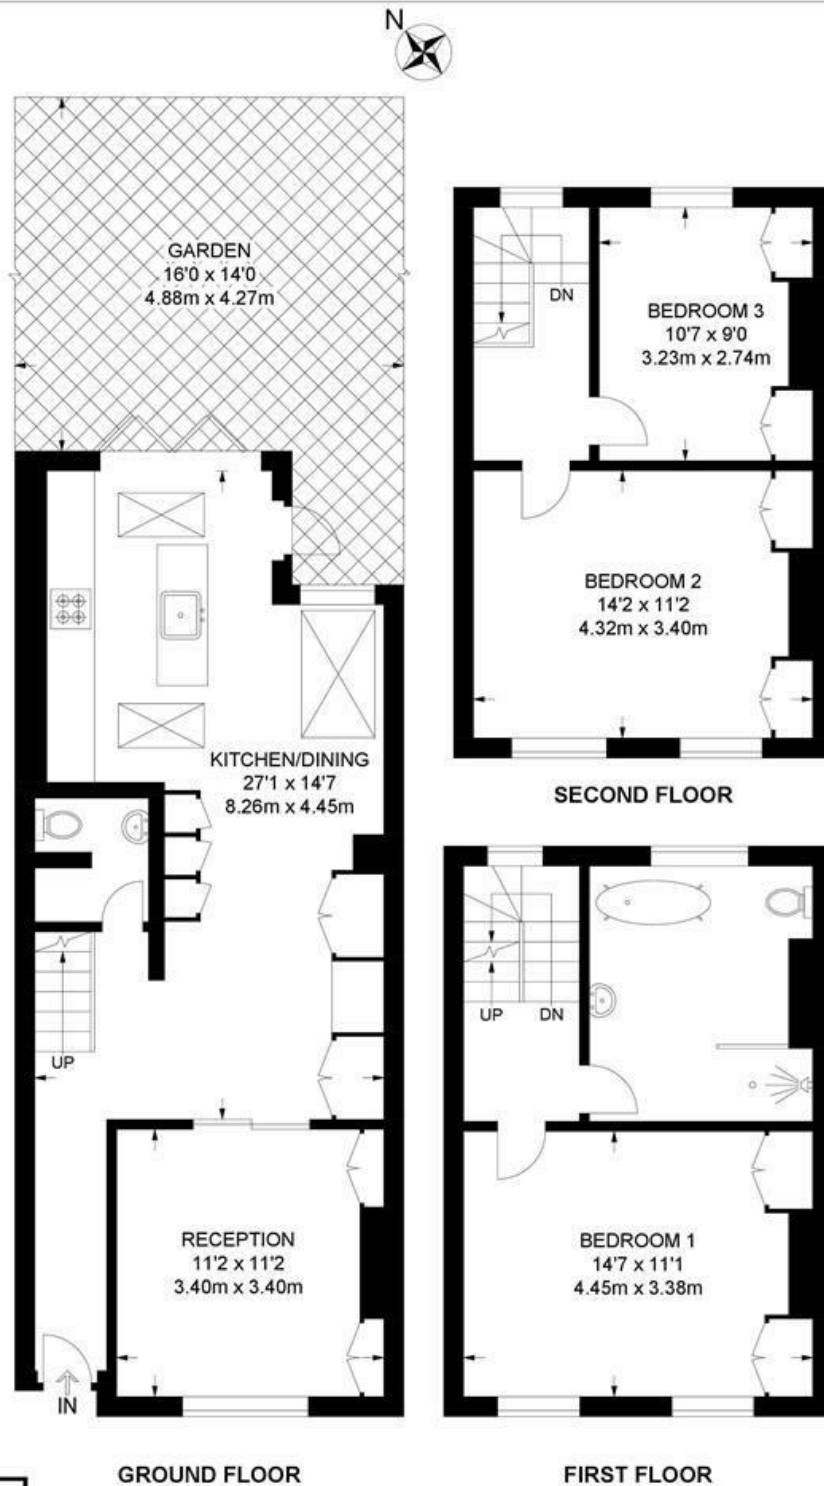 N
GARDEN
16'0 x 14'0
4.88m x 4.27m
DN
BEDROOM 3
10'7 x 9'0
3.23m x 2.74m
BEDROOM 2
14'2 x 11'2
4.32m x 3.40m
SECOND FLOOR
KITCHEN/DINING
27'1 x 14'7
8.26m x 4.45m
UP
UP
DN
RECEPTION
11'2 x 11'2
3.40m x 3.40m
BEDROOM 1
14'7 x 11'1
4.45m x 3.38m
IN
GROUND FLOOR
FIRST FLOOR